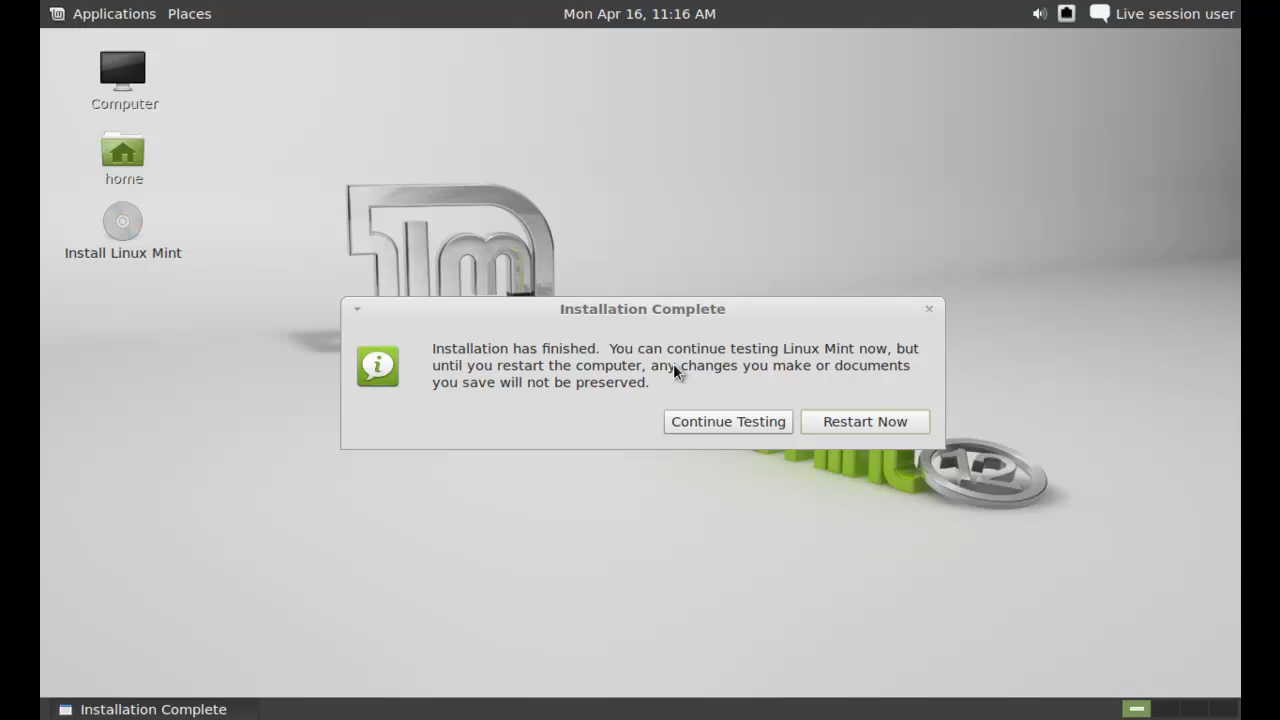 Applications Places Mon Apr 16, 11:16 AM Live session user
Computer
home
Install Linux Mint
Installation Complete
Installation has finished.  You can continue testing Linux Mint now, but
until you restart the computer, any changes you make or documents
you save will not be preserved.
Continue Testing Restart Now
12
Installation Complete